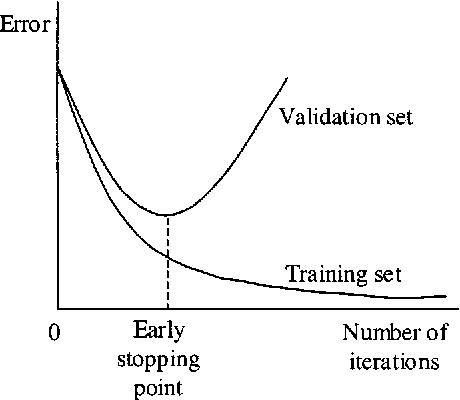 Error
Validation set
Training set
0
Early
stopping
point
Number of
iterations